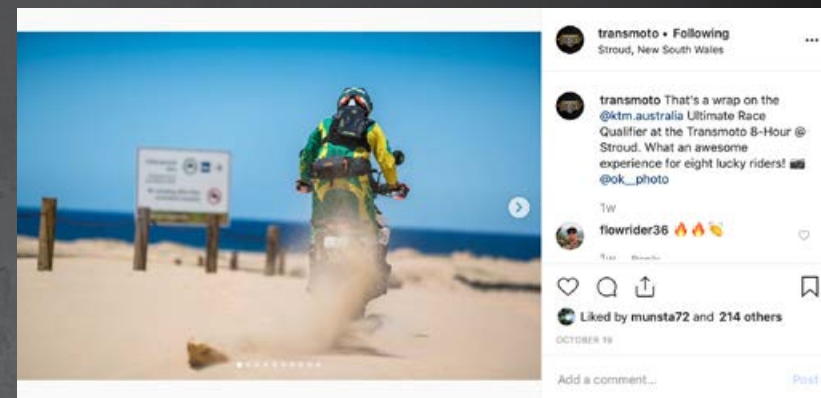 transmoto • Following
Stroud, New South Wales
transmoto That's a wrap on the
@ktm.australia Ultimate Race
Qualifier at the Transmoto 8-Hour @
Stroud. What an awesome
experience for eight lucky riders! 📷
@ok__photo
1w
flowrider36 🔥🔥👏
1w Reply
Liked by munsta72 and 214 others
OCTOBER 19
Add a comment... Post